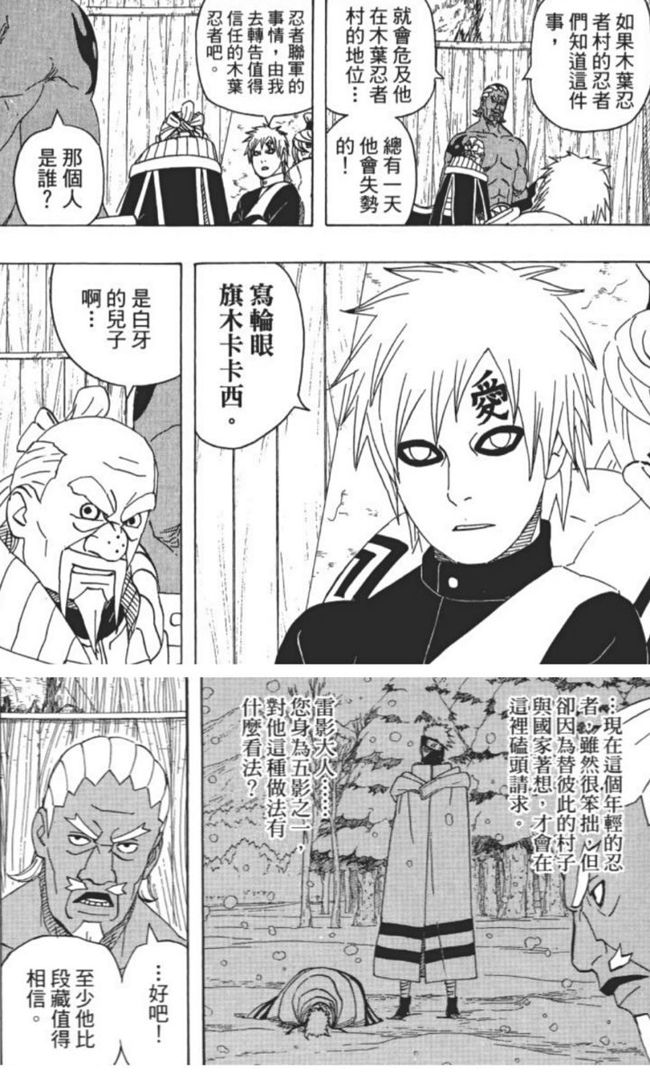 如果木葉忍
者村的忍者
們知道這件
事，
就會危及他
在木葉忍者
村的地位…
總有一天
他會失勢
的！
忍者聯軍的
事情，由我
去轉告值得
信任的木葉
忍者吧。
那個人
是誰？
愛
寫輪眼
旗木卡卡西。
是白牙
的兒子
啊…
…現在這個年輕的忍
者，雖然很笨拙，但
卻因為替彼此的村子
與國家著想，才會在
這裡磕頭請求。
雷影大人……
您身為五影之一，
對他這種做法有
什麼看法？
…好吧！
至少他比
段藏值得
相信。